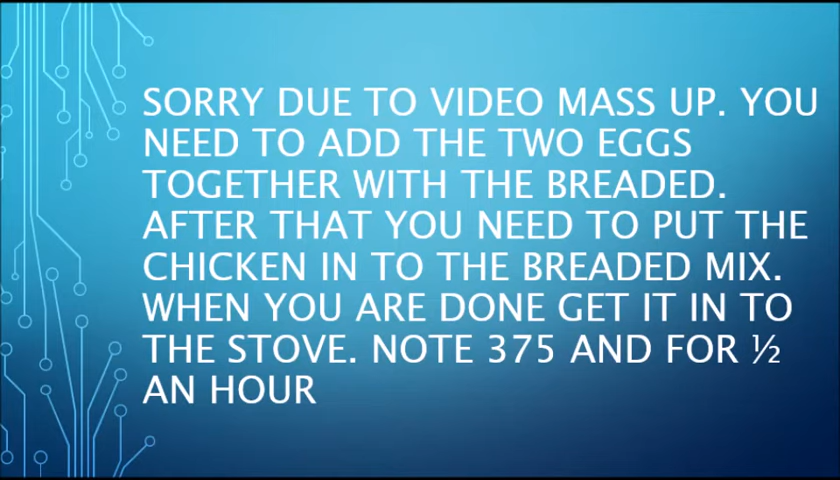 SORRY DUE TO VIDEO MASS UP. YOU
NEED TO ADD THE TWO EGGS
TOGETHER WITH THE BREADED.
AFTER THAT YOU NEED TO PUT THE
CHICKEN IN TO THE BREADED MIX.
WHEN YOU ARE DONE GET IT IN TO
THE STOVE. NOTE 375 AND FOR ½
AN HOUR